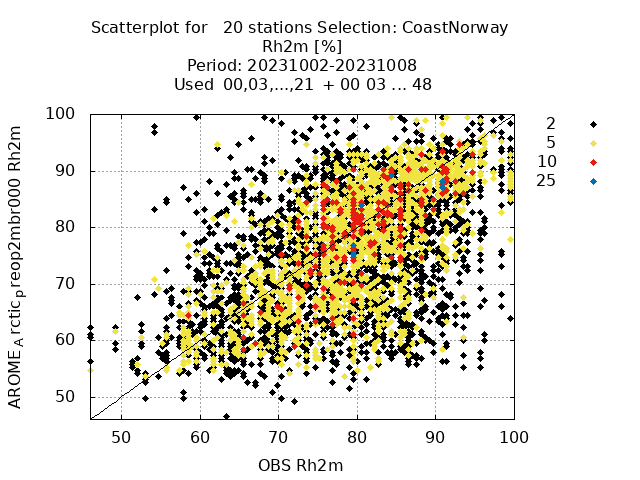 Scatterplot for 20 stations Selection: CoastNorway
Rh2m [%]
Period: 20231002-20231008
Used 00,03,...,21 + 00 03 ... 48
AROME_Arctic_preop2mbr000 Rh2m
100
90
80
70
60
50
50 60 70 80 90 100
OBS Rh2m
2
5
10
25